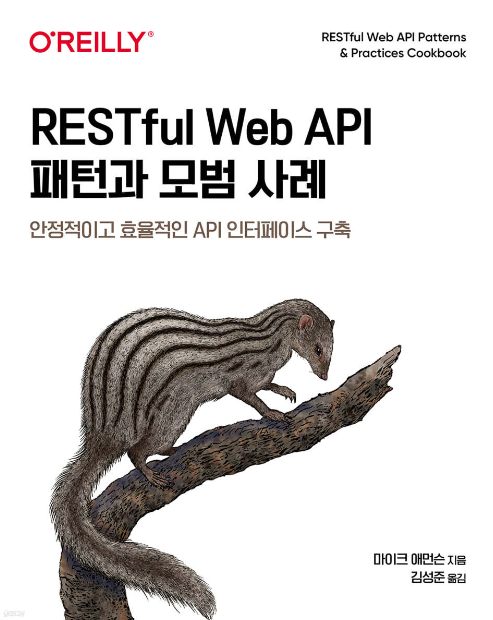 O'REILLY®
RESTful Web API Patterns
& Practices Cookbook
RESTful Web API
패턴과 모범 사례
안정적이고 효율적인 API 인터페이스 구축
마이크 애먼슨 지음
김성준 옮김